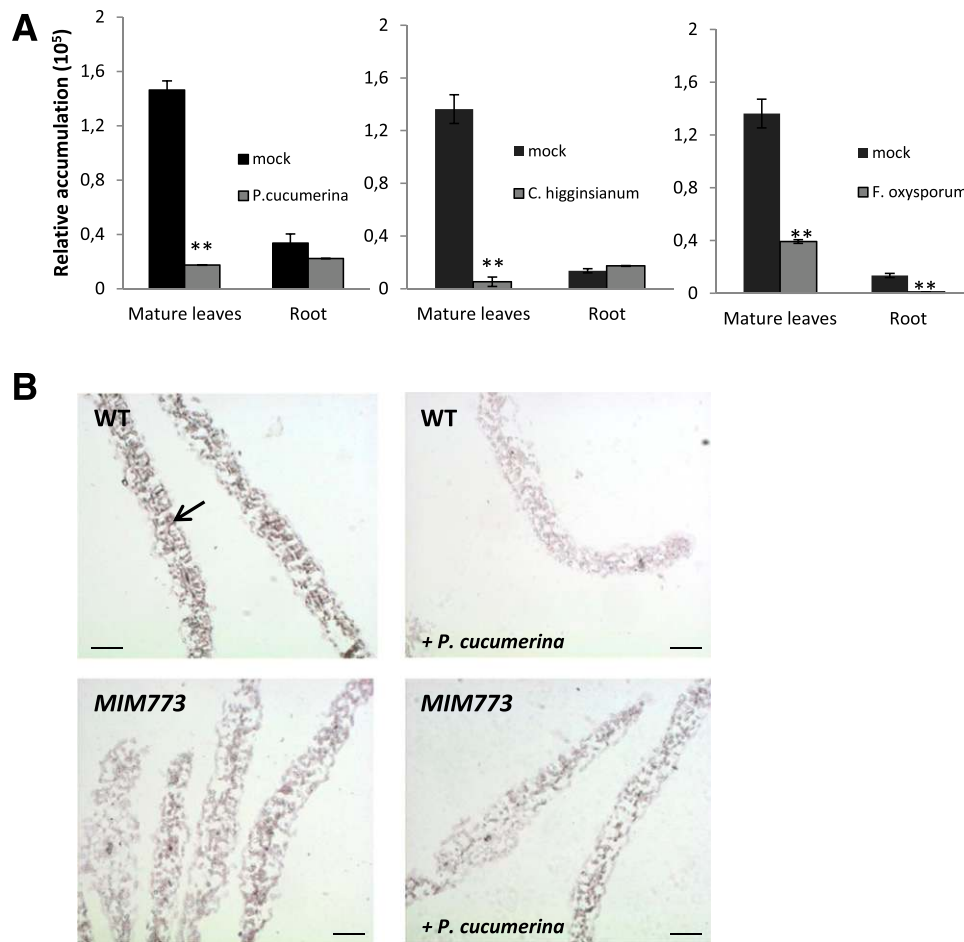 A
Relative accumulation (10⁵)
2
1,6
1,2
0,8
0,4
0
mock
P.cucumerina
**
Mature leaves
Root
2
1,6
1,2
0,8
0,4
0
mock
C. higginsianum
**
Mature leaves
Root
2
1,6
1,2
0,8
0,4
0
mock
F. oxysporum
**
**
Mature leaves
Root
B
WT
WT
+ P. cucumerina
MIM773
MIM773
+ P. cucumerina